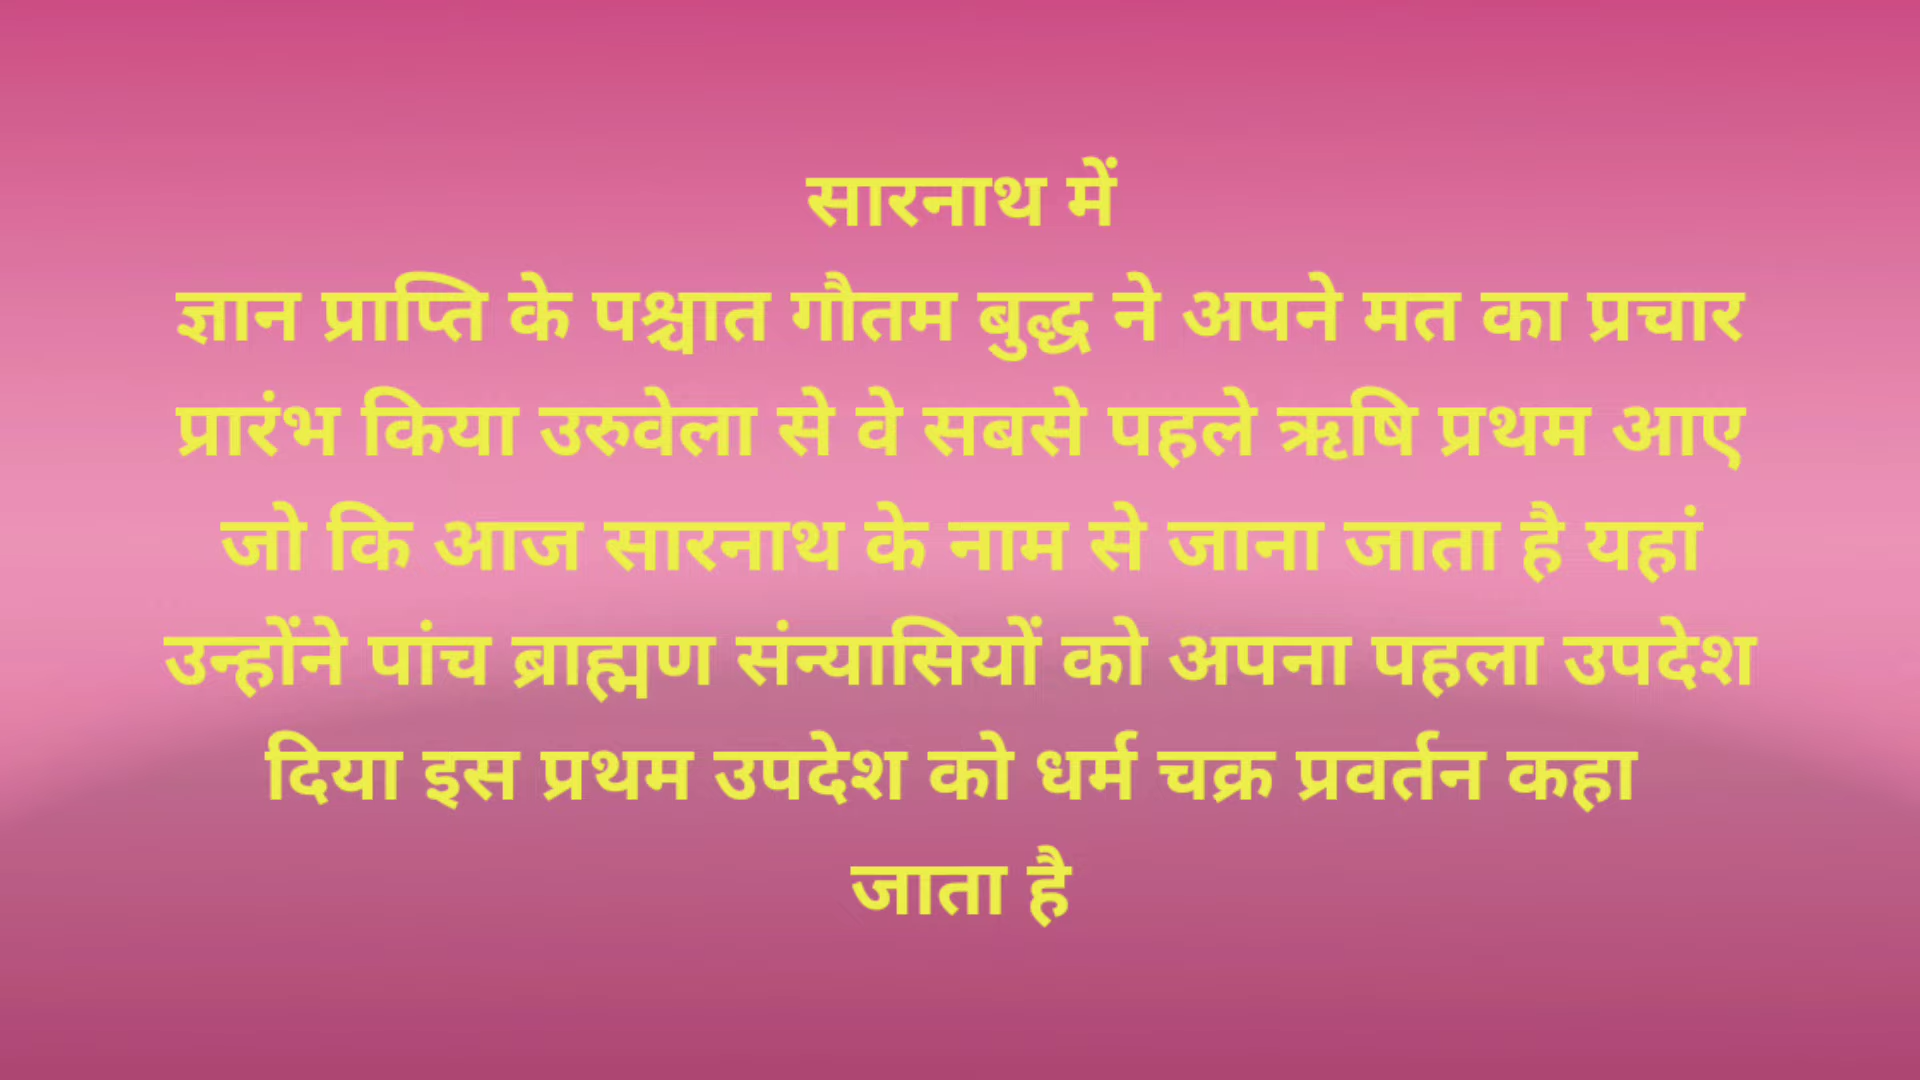 सारनाथ में
ज्ञान प्राप्ति के पश्चात गौतम बुद्ध ने अपने मत का प्रचार
प्रारंभ किया उरुवेला से वे सबसे पहले ऋषि प्रथम आए
जो कि आज सारनाथ के नाम से जाना जाता है यहां
उन्होंने पांच ब्राह्मण संन्यासियों को अपना पहला उपदेश
दिया इस प्रथम उपदेश को धर्म चक्र प्रवर्तन कहा
जाता है